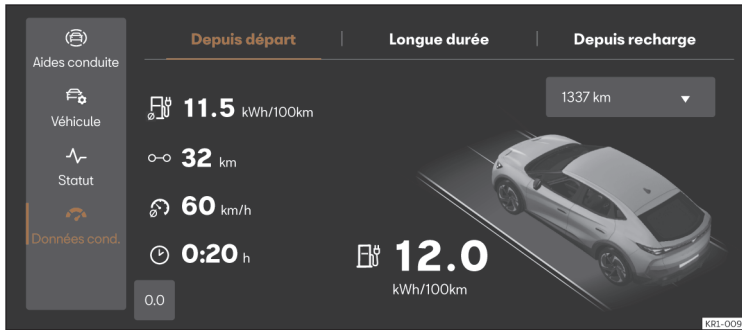 Aides conduite
Véhicule
Statut
Données cond.
Depuis départ
Longue durée
Depuis recharge
1337 km
11.5 kWh/100km
32 km
60 km/h
0:20 h
0.0
12.0
kWh/100km
KR1-009